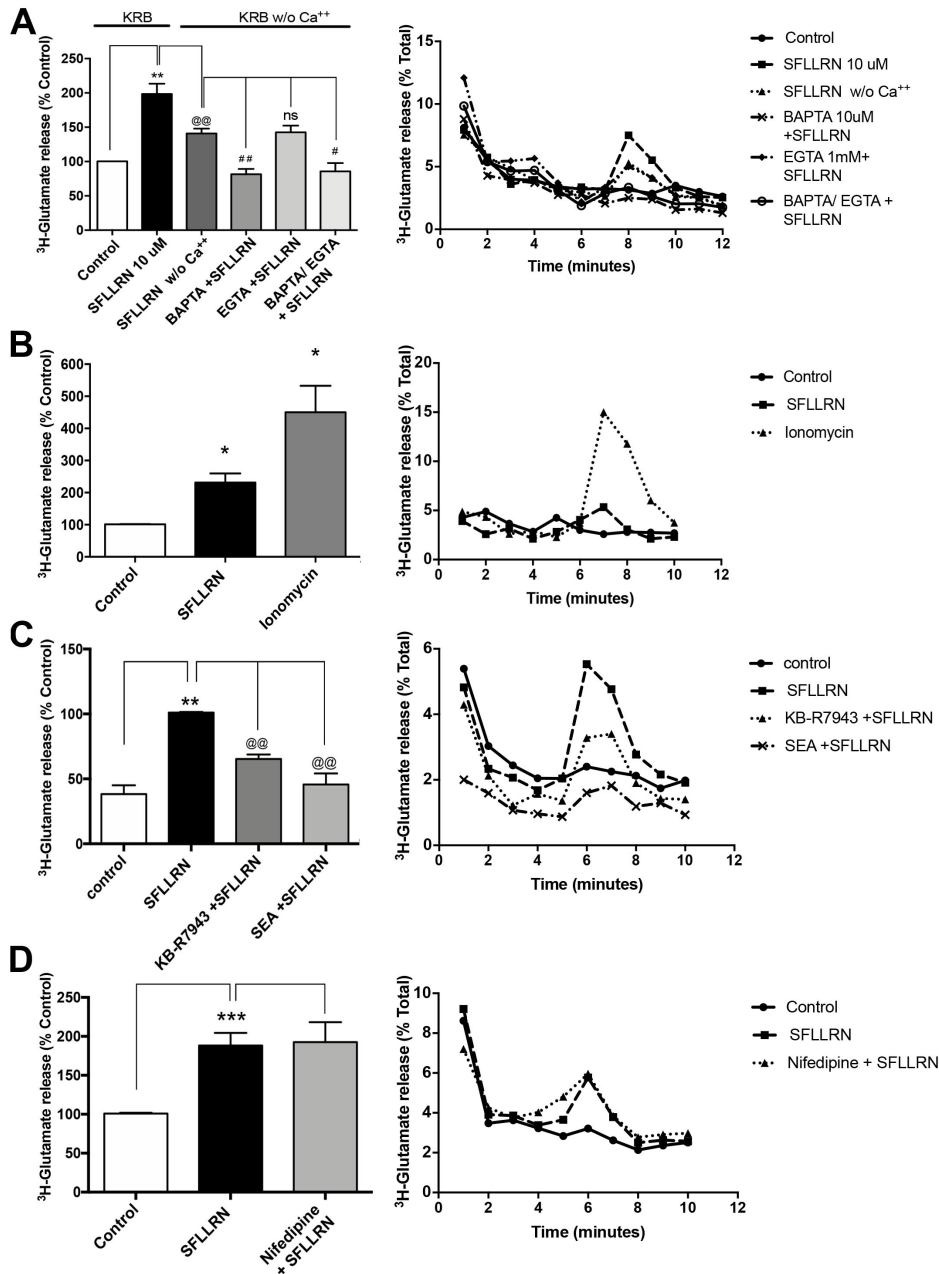 A
KRB
KRB w/o Ca++
³H-Glutamate release (% Control)
250
200
150
100
50
0
**
@@
##
ns
#
Control
SFLLRN 10 uM
SFLLRN w/o Ca++
BAPTA +SFLLRN
EGTA +SFLLRN
BAPTA/ EGTA
+ SFLLRN
³H-Glutamate release (% Total)
15
10
5
0
0 2 4 6 8 10 12
Time (minutes)
Control
SFLLRN 10 uM
SFLLRN w/o Ca++
BAPTA 10uM
+SFLLRN
EGTA 1mM+
SFLLRN
BAPTA/ EGTA +
SFLLRN
B
³H-Glutamate release (% Control)
600
500
400
300
200
100
0
*
*
Control
SFLLRN
Ionomycin
³H-Glutamate release (% Total)
20
15
10
5
0
0 2 4 6 8 10 12
Time (minutes)
Control
SFLLRN
Ionomycin
C
³H-Glutamate release (% Control)
150
100
50
0
**
@@
@@
control
SFLLRN
KB-R7943 +SFLLRN
SEA +SFLLRN
³H-Glutamate release (% Total)
6
4
2
0
0 2 4 6 8 10 12
Time (minutes)
control
SFLLRN
KB-R7943 +SFLLRN
SEA +SFLLRN
D
³H-Glutamate release (% Control)
250
200
150
100
50
0
***
Control
SFLLRN
Nifedipine
+ SFLLRN
³H-Glutamate release (% Total)
10
8
6
4
2
0
0 2 4 6 8 10 12
Time (minutes)
Control
SFLLRN
Nifedipine + SFLLRN